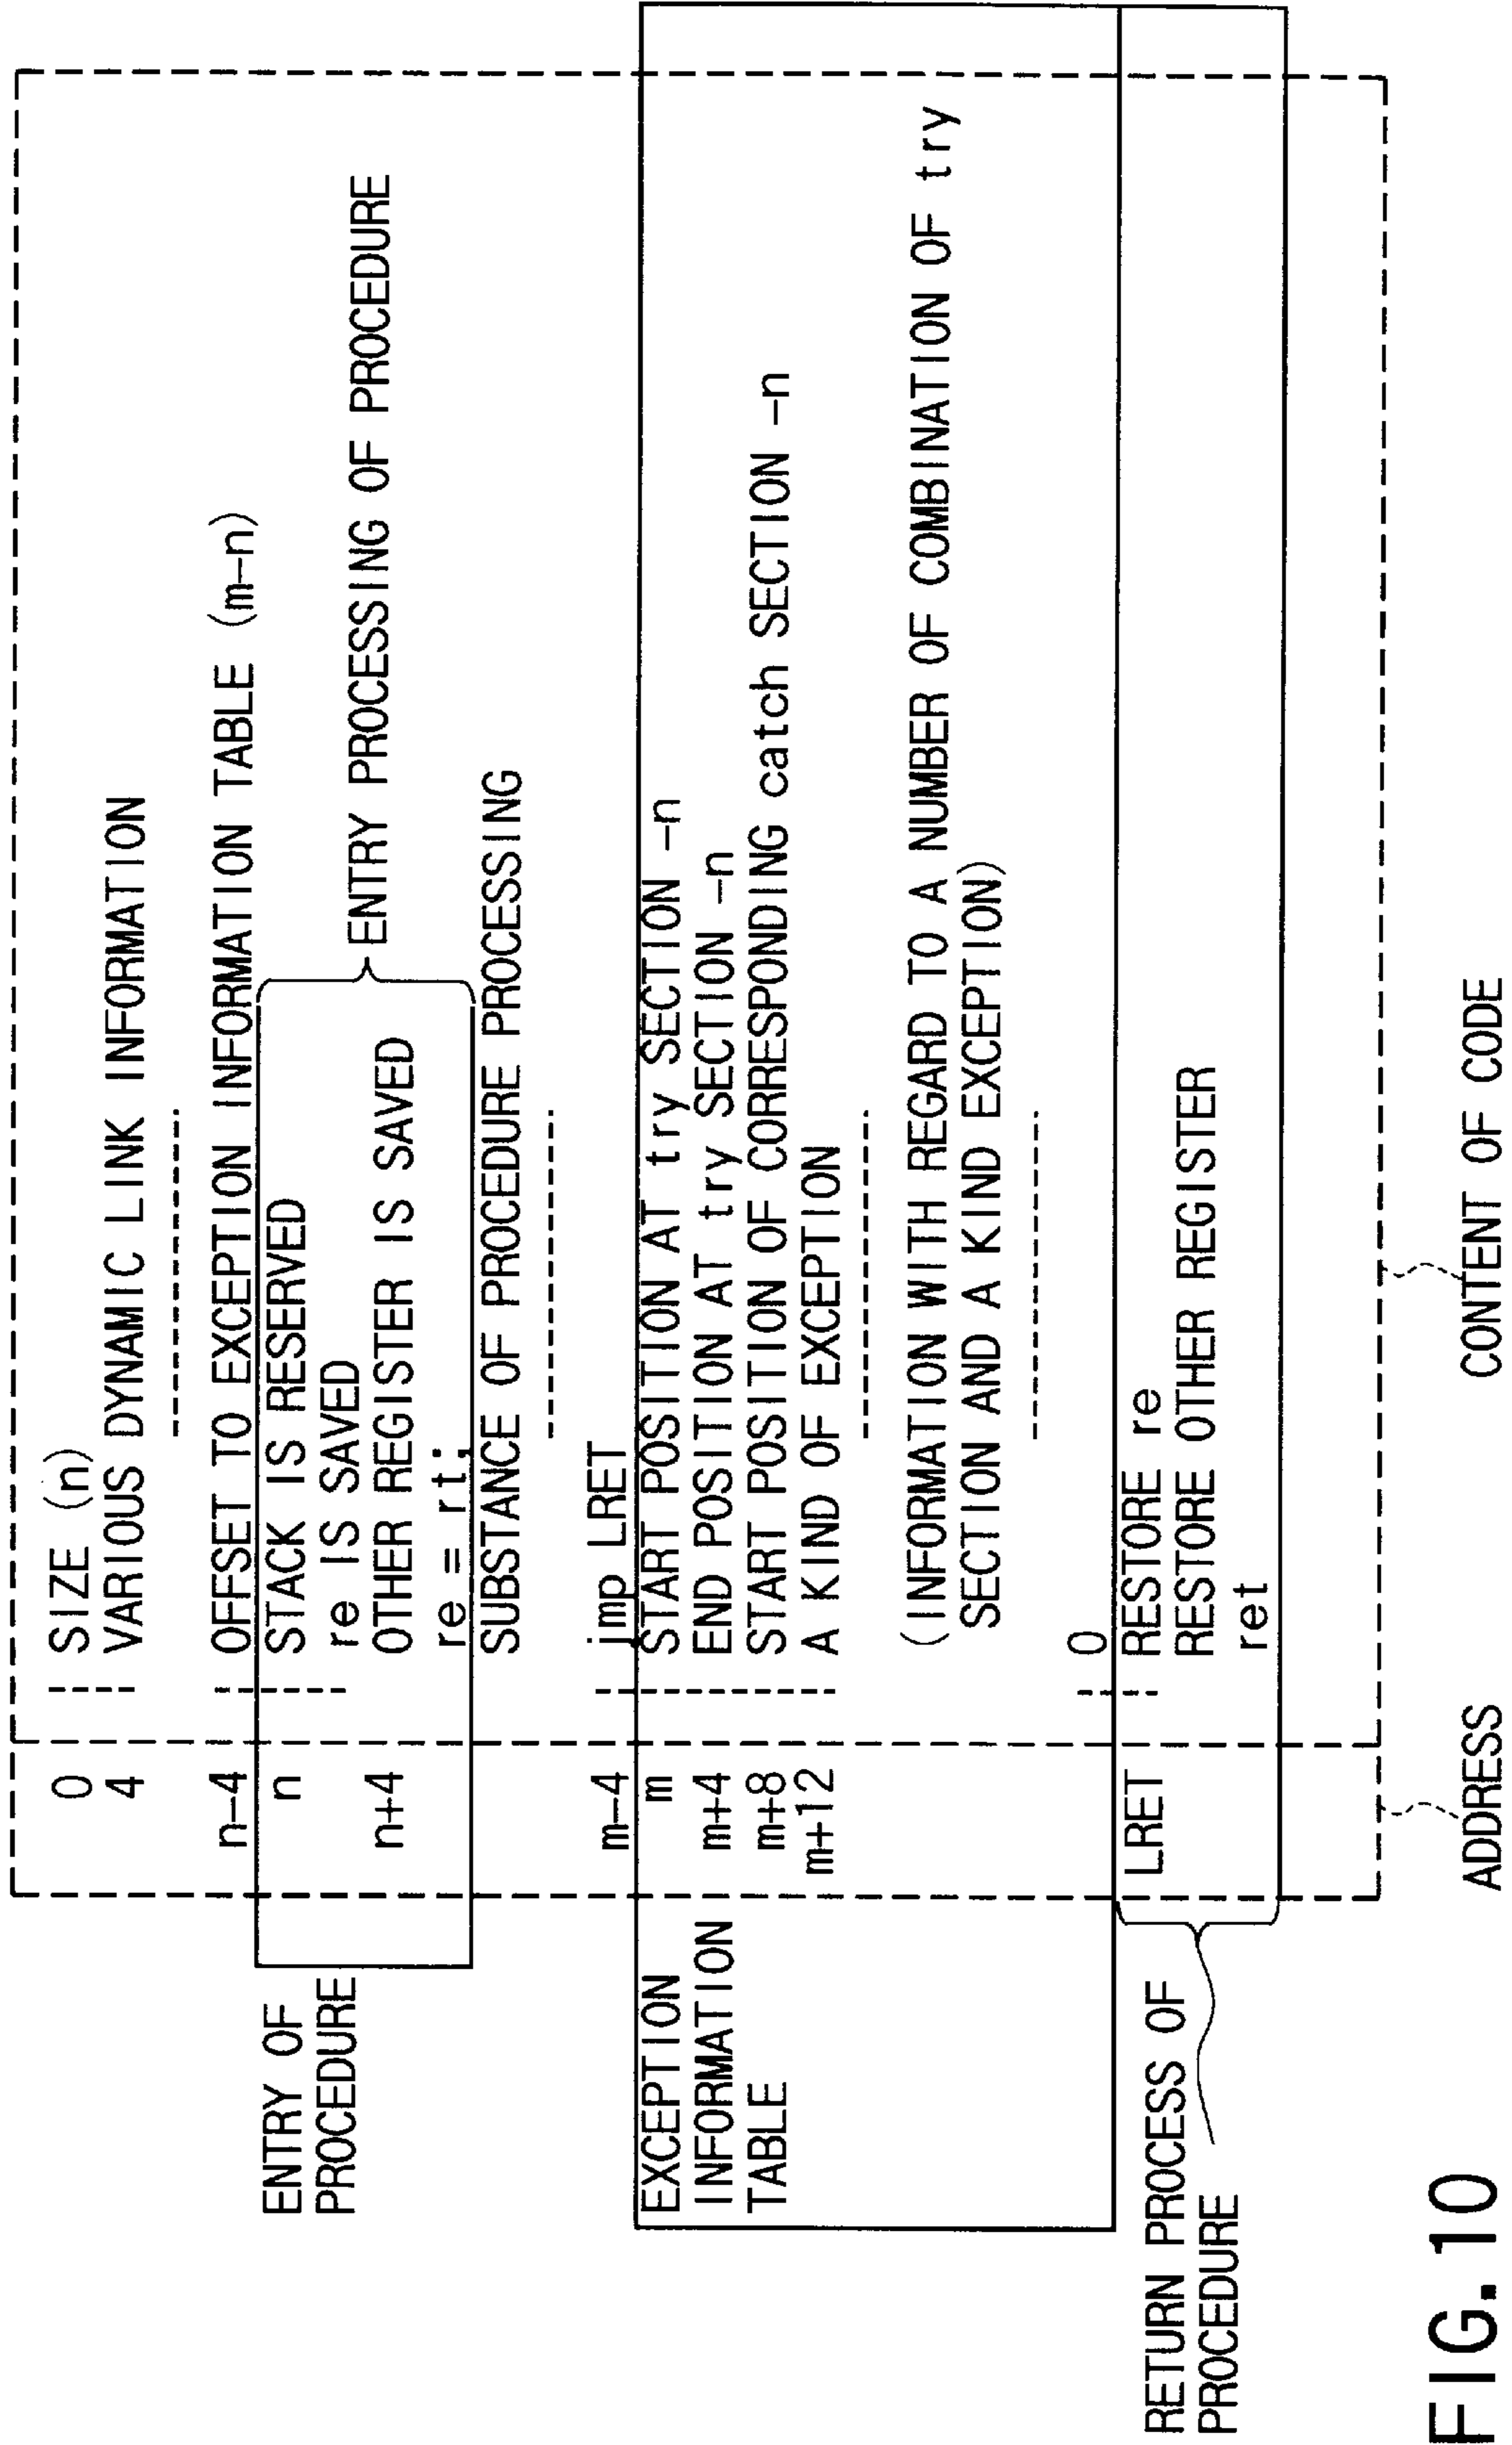 0 SIZE (n)
4 VARIOUS DYNAMIC LINK INFORMATION
n-4 OFFSET TO EXCEPTION INFORMATION TABLE (m-n)
ENTRY OF
PROCEDURE
n STACK IS RESERVED
re IS SAVED
n+4 OTHER REGISTER IS SAVED
re = rt;
ENTRY PROCESSING OF PROCEDURE
SUBSTANCE OF PROCEDURE PROCESSING
m-4 jmp LRET
EXCEPTION
INFORMATION
TABLE
m START POSITION AT try SECTION -n
m+4 END POSITION AT try SECTION -n
m+8 START POSITION OF CORRESPONDING catch SECTION -n
m+12 A KIND OF EXCEPTION
(INFORMATION WITH REGARD TO A NUMBER OF COMBINATION OF try
SECTION AND A KIND EXCEPTION)
0
RETURN PROCESS OF
PROCEDURE
LRET RESTORE re
RESTORE OTHER REGISTER
ret
ADDRESS
CONTENT OF CODE
FIG.10